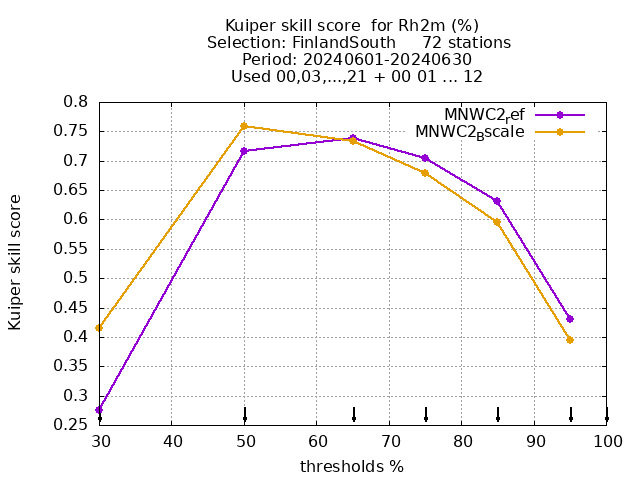 Kuiper skill score  for Rh2m (%)
Selection: FinlandSouth     72 stations
Period: 20240601-20240630
Used 00,03,...,21 + 00 01 ... 12
MNWC2ref
MNWC2Bscale
Kuiper skill score
0.8
0.75
0.7
0.65
0.6
0.55
0.5
0.45
0.4
0.35
0.3
0.25
30 40 50 60 70 80 90 100
thresholds %